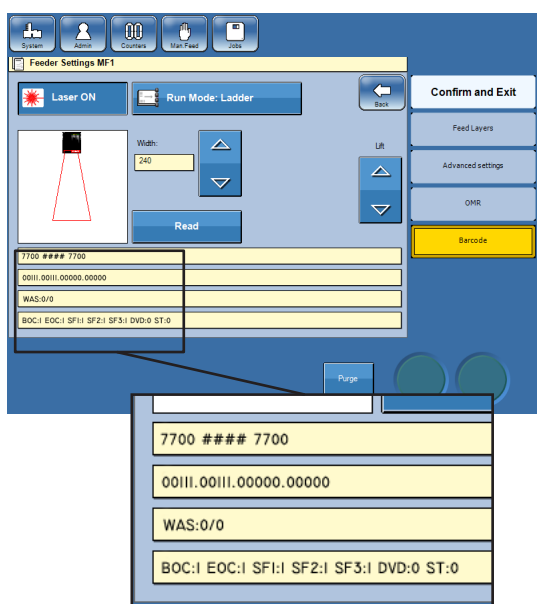 System Admin Counters Man.Feed Jobs
Feeder Settings MF1
Laser ON
Run Mode: Ladder
Back
Confirm and Exit
Feed Layers
Advanced settings
OMR
Barcode
Width:
240
Lift
Read
7700 #### 7700
00III.00III.00000.00000
WAS:0/0
BOC:I EOC:I SFI:I SF2:I SF3:I DVD:0 ST:0
Purge
7700 #### 7700
00III.00III.00000.00000
WAS:0/0
BOC:I EOC:I SFI:I SF2:I SF3:I DVD:0 ST:0